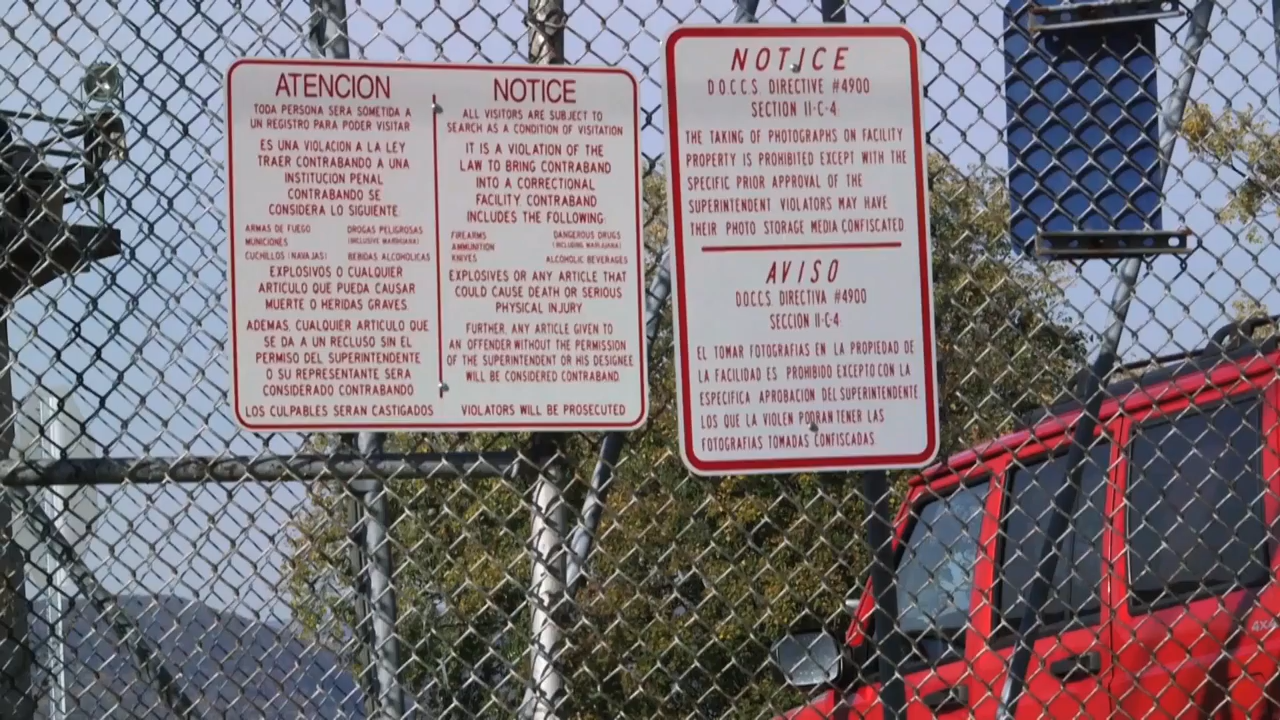 ATENCION
TODA PERSONA SERA SOMETIDA A
UN REGISTRO PARA PODER VISITAR
ES UNA VIOLACION A LA LEY
TRAER CONTRABANDO A UNA
INSTITUCION PENAL
CONTRABANDO SE
CONSIDERA LO SIGUIENTE
ARMAS DE FUEGO DROGAS PELIGROSAS
MUNICIONES (INCLUSIVE MARIHUANA)
CUCHILLOS (NAVAJAS) BEBIDAS ALCOHOLICAS
EXPLOSIVOS O CUALQUIER
ARTICULO QUE PUEDA CAUSAR
MUERTE O HERIDAS GRAVES.
ADEMAS, CUALQUIER ARTICULO QUE
SE DA A UN RECLUSO SIN EL
PERMISO DEL SUPERINTENDENTE
O SU REPRESENTANTE SERA
CONSIDERADO CONTRABANDO
LOS CULPABLES SERAN CASTIGADOS
NOTICE
ALL VISITORS ARE SUBJECT TO
SEARCH AS A CONDITION OF VISITATION
IT IS A VIOLATION OF THE
LAW TO BRING CONTRABAND
INTO A CORRECTIONAL
FACILITY. CONTRABAND
INCLUDES THE FOLLOWING:
FIREARMS DANGEROUS DRUGS
AMMUNITION (INCLUDING MARIJUANA)
KNIVES ALCOHOLIC BEVERAGES
EXPLOSIVES OR ANY ARTICLE THAT
COULD CAUSE DEATH OR SERIOUS
PHYSICAL INJURY
FURTHER, ANY ARTICLE GIVEN TO
AN OFFENDER WITHOUT THE PERMISSION
OF THE SUPERINTENDENT OR HIS DESIGNEE
WILL BE CONSIDERED CONTRABAND.
VIOLATORS WILL BE PROSECUTED
NOTICE
D.O.C.C.S. DIRECTIVE #4900
SECTION II-C-4:
THE TAKING OF PHOTOGRAPHS ON FACILITY
PROPERTY IS PROHIBITED EXCEPT WITH THE
SPECIFIC PRIOR APPROVAL OF THE
SUPERINTENDENT VIOLATORS MAY HAVE
THEIR PHOTO STORAGE MEDIA CONFISCATED
AVISO
D.O.C.C.S. DIRECTIVA #4900
SECCION II-C-4:
EL TOMAR FOTOGRAFIAS EN LA PROPIEDAD DE
LA FACILIDAD ES PROHIBIDO EXCEPTO CON LA
ESPECIFICA APROBACION DEL SUPERINTENDENTE
LOS QUE LA VIOLEN PODRAN TENER LAS
FOTOGRAFIAS TOMADAS CONFISCADAS
4X4